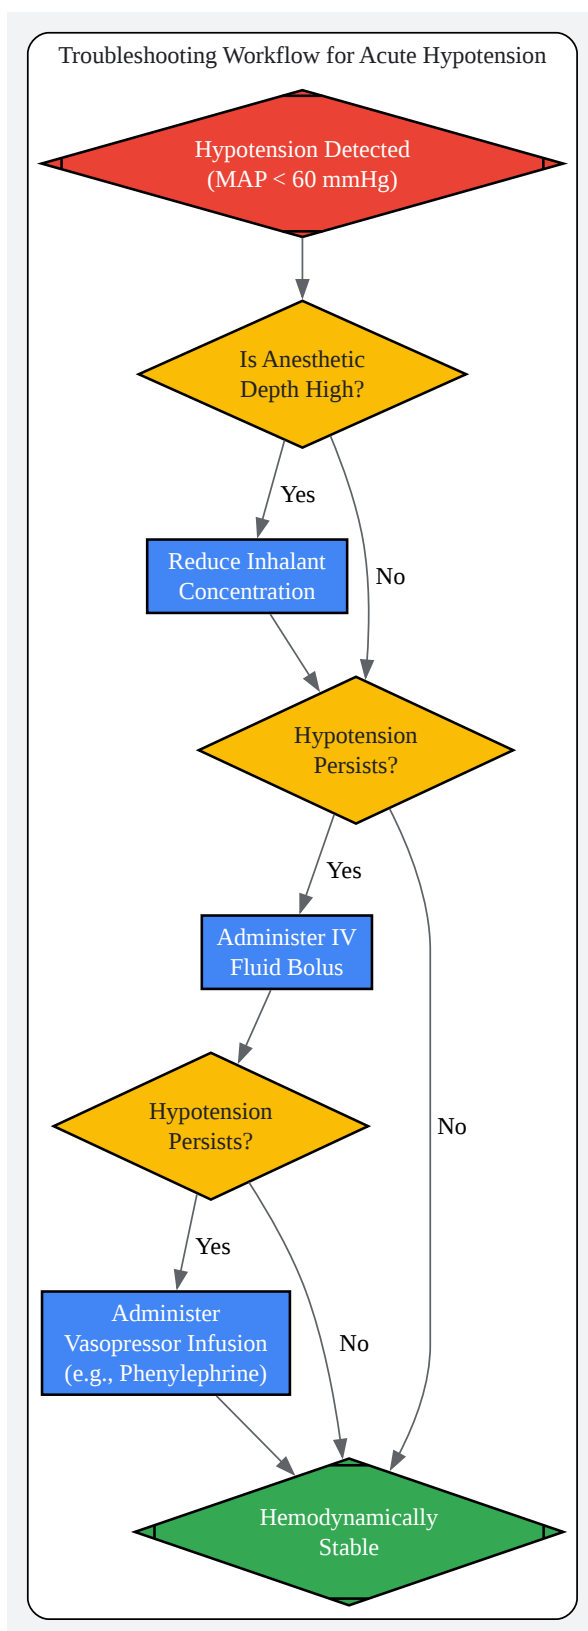 Troubleshooting Workflow for Acute Hypotension
Hypotension Detected
(MAP < 60 mmHg)
Is Anesthetic
Depth High?
Yes
Reduce Inhalant
Concentration
No
Hypotension
Persists?
Yes
Administer IV
Fluid Bolus
Hypotension
Persists?
No
Yes
Administer
Vasopressor Infusion
(e.g., Phenylephrine)
No
Hemodynamically
Stable